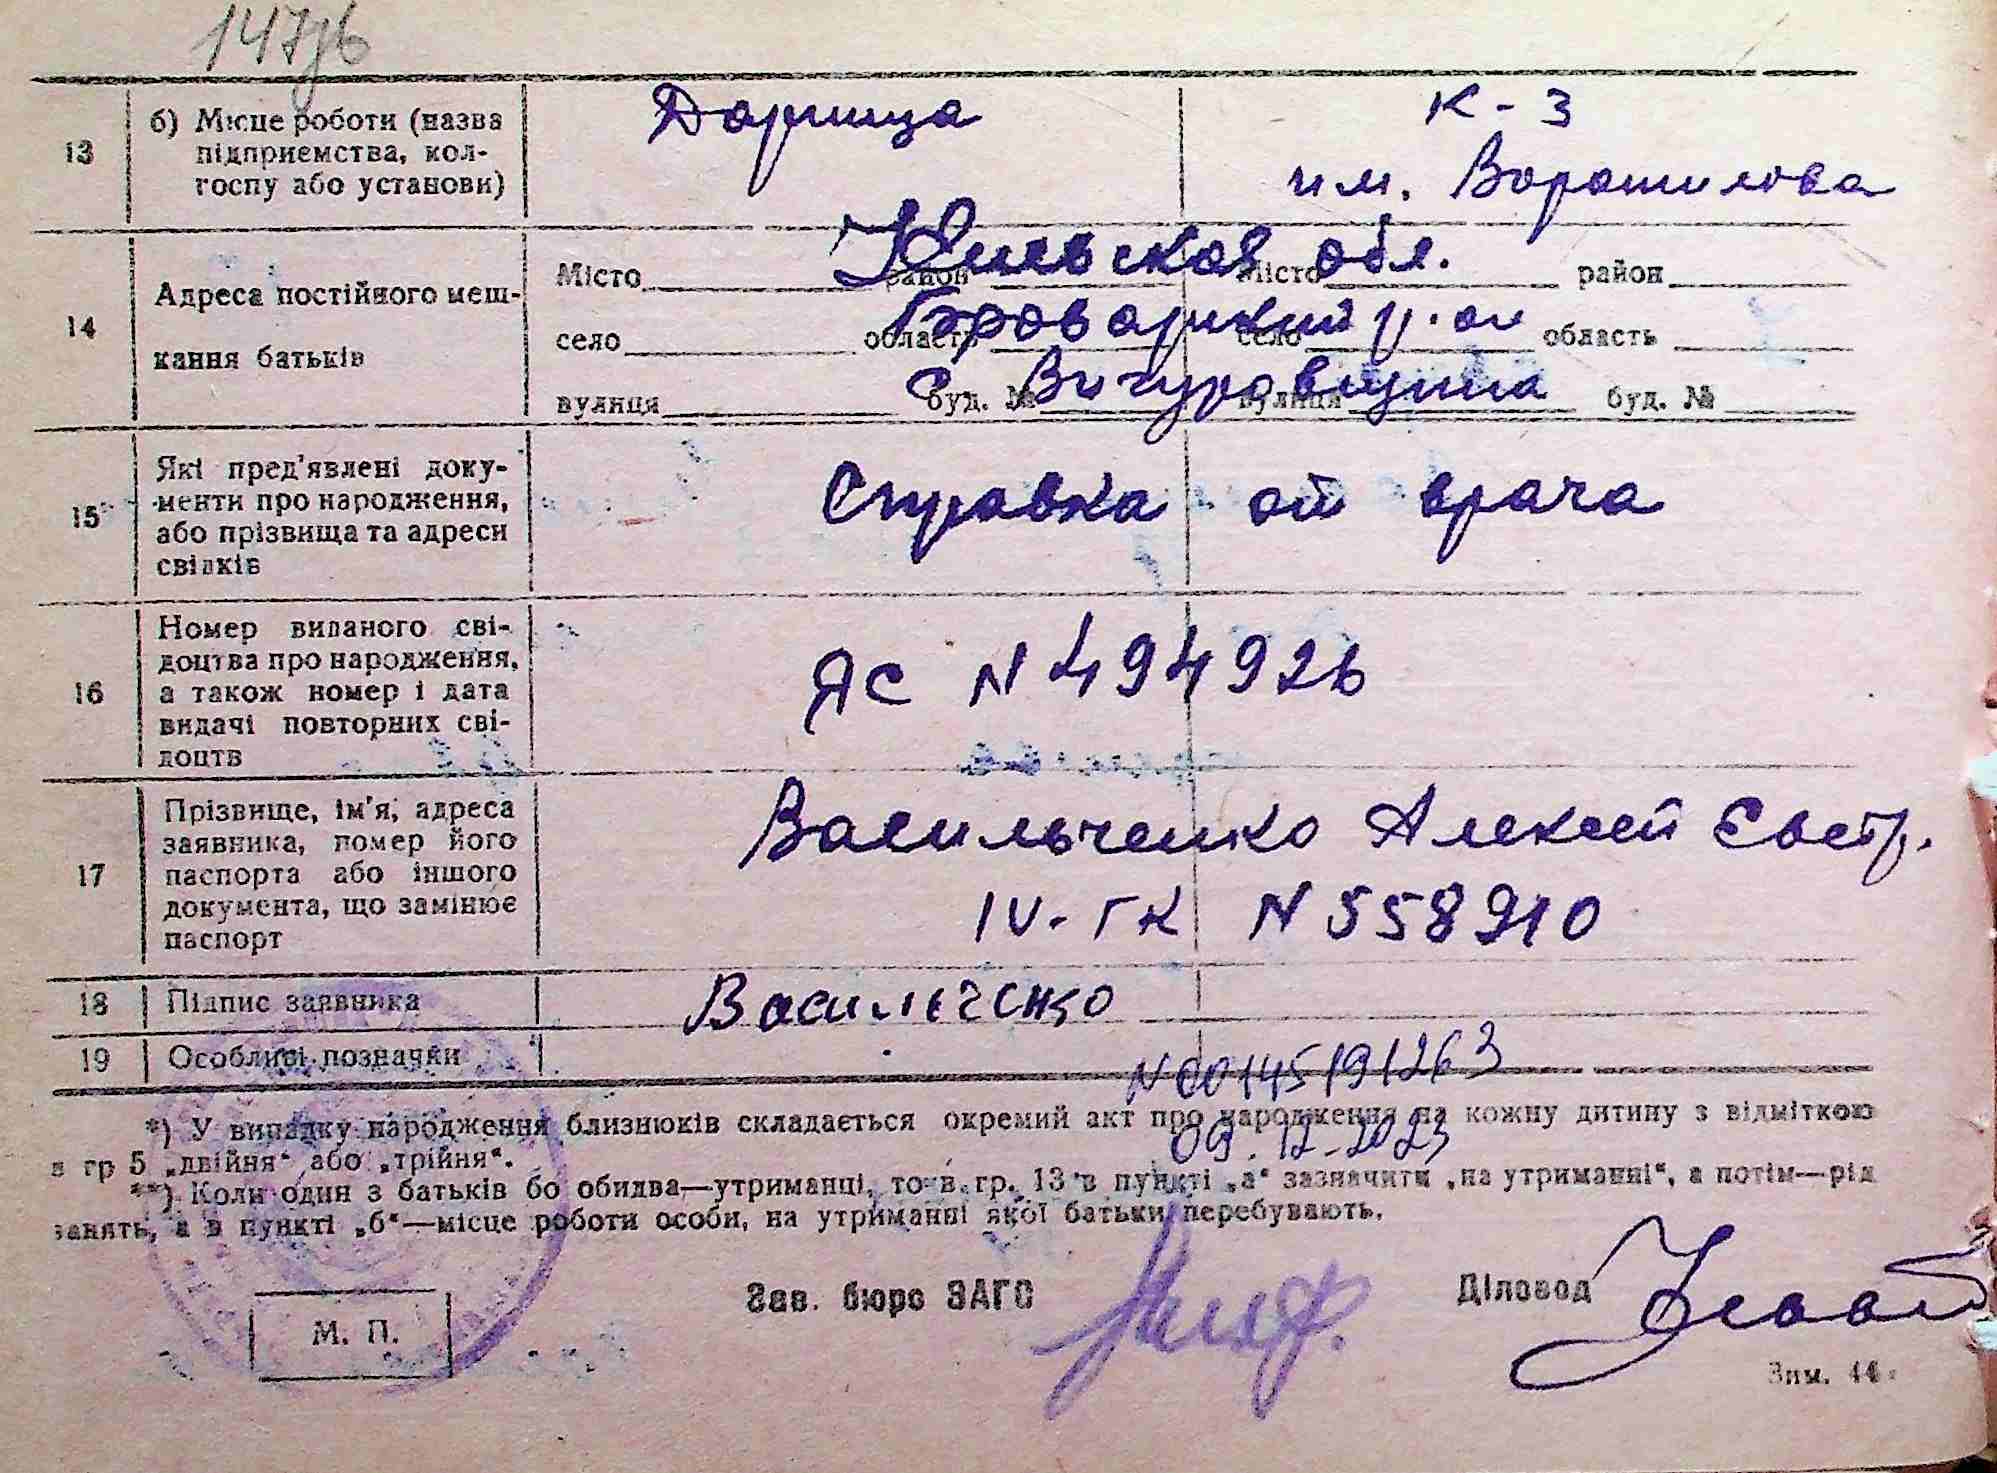 147зв
13 б) Місце роботи (назва підприємства, колгоспу або установи)
Дарница
К-З
им. Ворошилова
14 Адреса постійного мешкання батьків
Місто район Місто район
Киевская обл.
село область село область
Броварский р-он
вулиця буд. № вулиця буд. №
с. Вигуровщина
15 Які пред'явлені документи про народження, або прізвища та адреси свідків
Справка от врача
16 Номер виданого свідоцтва про народження, а також номер і дата видачі повторних свідоцтв
ЯС N 494926
17 Прізвище, ім'я, адреса заявника, номер його паспорта або іншого документа, що замінює паспорт
Васильченко Алексей Евстр.
IV-ГК N 558910
18 Підпис заявника
Васильченко
19 Особливі позначки
N 00145191263
09.12.2023
*) У випадку народження близнюків складається окремий акт про народження на кожну дитину з відміткою
в гр 5 „двійня“ або „трійня“.
**) Коли один з батьків бо обидва—утриманці, то в гр. 13 в пункті „а“ зазначити „на утриманні“, а потім—рід
занять, а в пункті „б“—місце роботи особи, на утриманні якої батьки перебувають.
Зав. бюро ЗАГС
Діловод
М. П.
Зим. 44